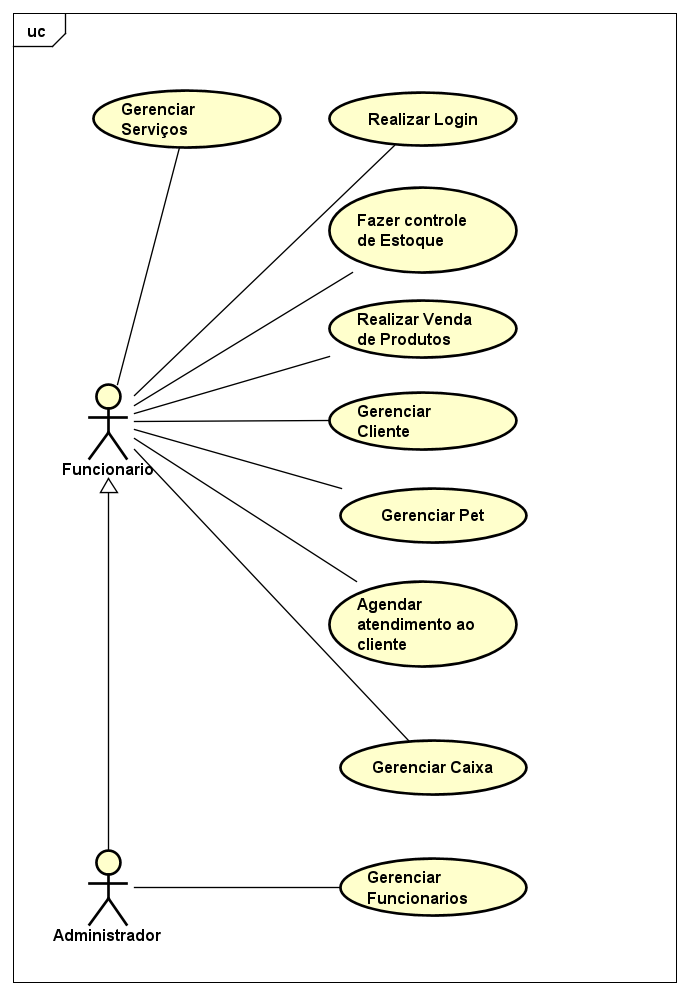 uc
Gerenciar
Serviços
Realizar Login
Fazer controle
de Estoque
Realizar Venda
de Produtos
Gerenciar
Cliente
Funcionario
Gerenciar Pet
Agendar
atendimento ao
cliente
Gerenciar Caixa
Gerenciar
Funcionarios
Administrador